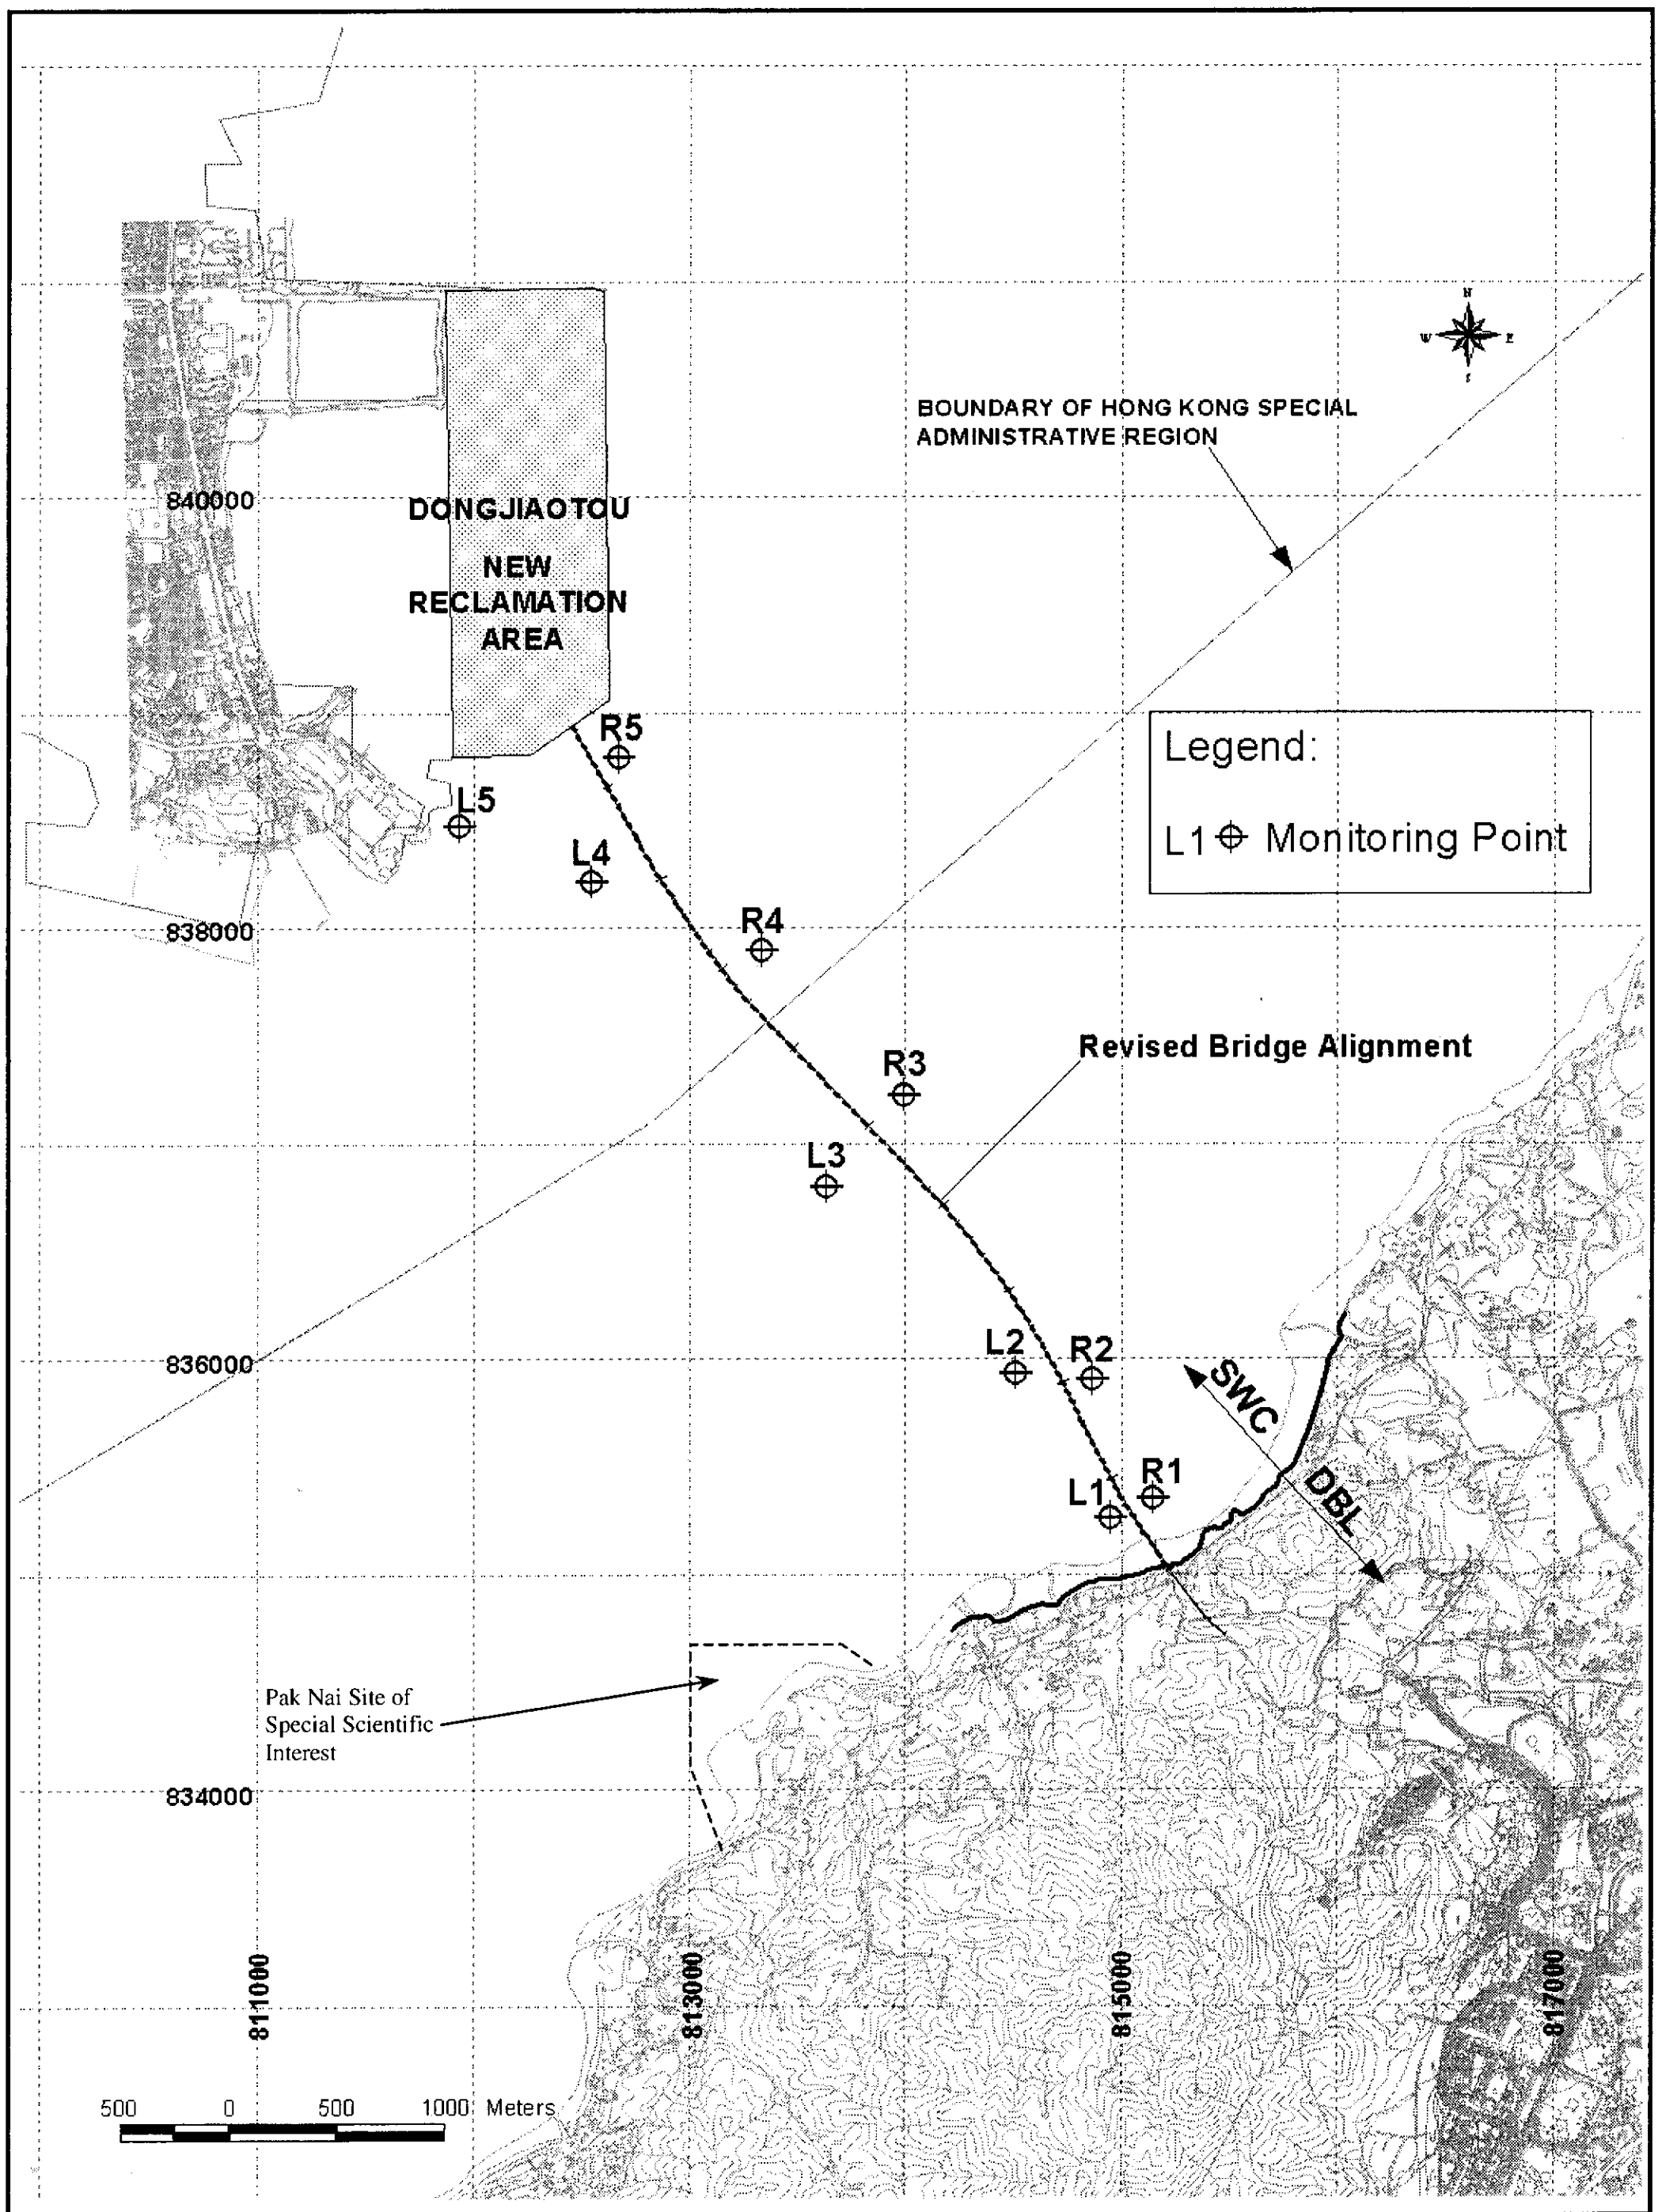 N
W
E
S
BOUNDARY OF HONG KONG SPECIAL
ADMINISTRATIVE REGION
840000
DONGJIAOTOU
NEW
RECLAMATION
AREA
R5
Legend:
L5
L1 Monitoring Point
L4
R4
838000
Revised Bridge Alignment
R3
L3
836000
L2
R2
SWC
R1
L1
DBL
Pak Nai Site of
Special Scientific
Interest
834000
811000
813000
815000
817000
500 0 500 1000 Meters